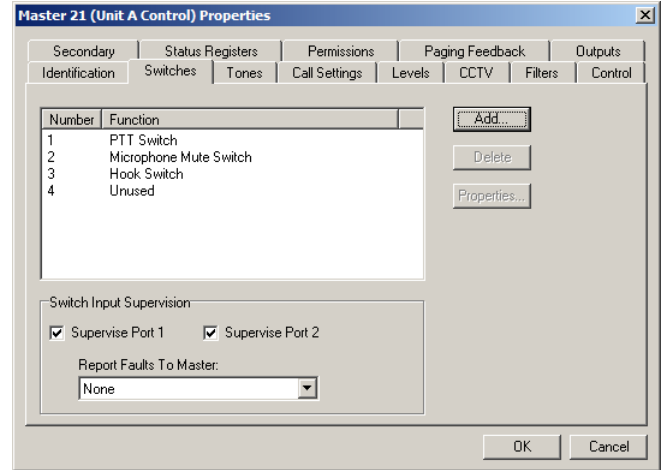 Master 21 (Unit A Control) Properties
Secondary Status Registers Permissions Paging Feedback Outputs
Identification Switches Tones Call Settings Levels CCTV Filters Control
Number Function
1 PTT Switch
2 Microphone Mute Switch
3 Hook Switch
4 Unused
Add...
Delete
Properties...
Switch Input Supervision
Supervise Port 1 Supervise Port 2
Report Faults To Master:
None
OK Cancel